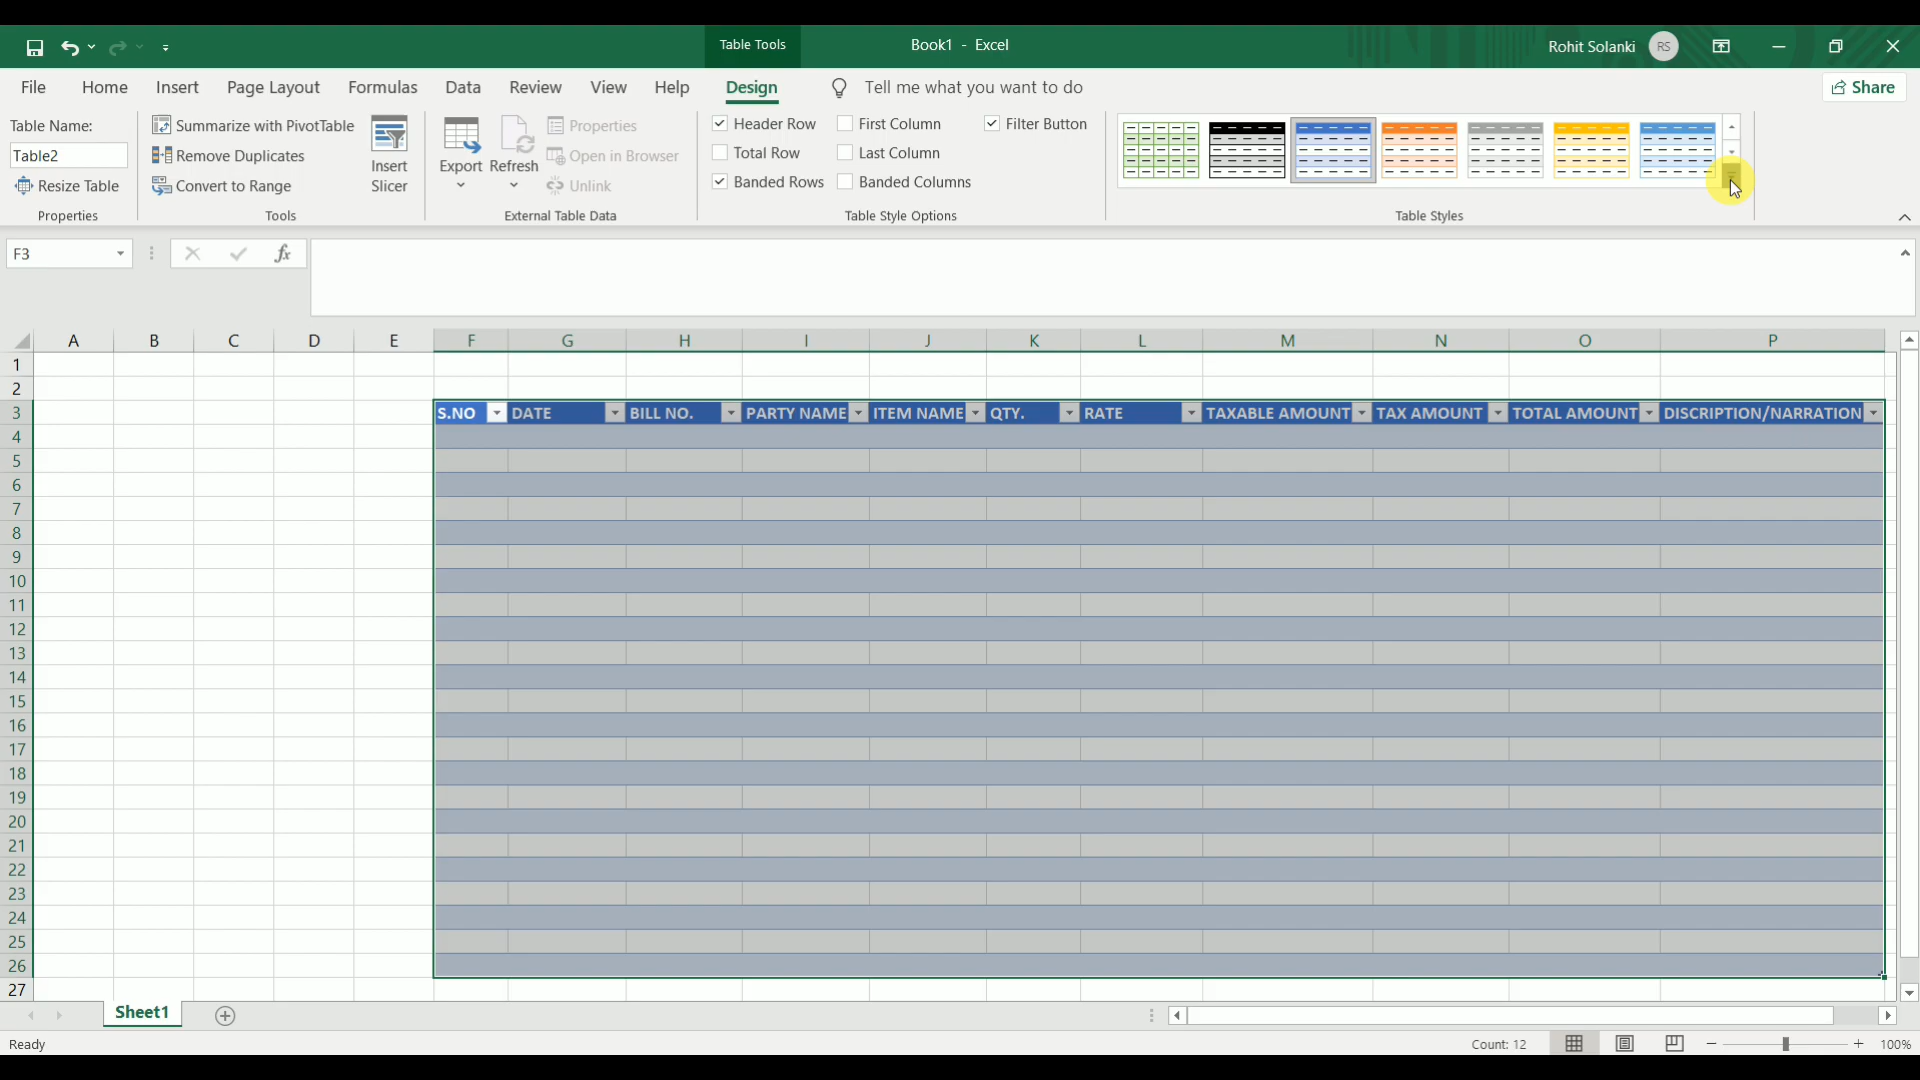 Table Tools
Book1 - Excel
Rohit Solanki RS
File Home Insert Page Layout Formulas Data Review View Help Design Tell me what you want to do Share
Table Name:
Table2
Resize Table
Properties
Summarize with PivotTable
Remove Duplicates
Convert to Range
Insert Slicer
Tools
Export Refresh
Properties
Open in Browser
Unlink
External Table Data
Header Row First Column Filter Button
Total Row Last Column
Banded Rows Banded Columns
Table Style Options
Table Styles
F3 fx
A B C D E F G H I J K L M N O P
1
2
3 S.NO DATE BILL NO. PARTY NAME ITEM NAME QTY. RATE TAXABLE AMOUNT TAX AMOUNT TOTAL AMOUNT DISCRIPTION/NARRATION
4
5
6
7
8
9
10
11
12
13
14
15
16
17
18
19
20
21
22
23
24
25
26
27
Sheet1
Ready Count: 12 100%